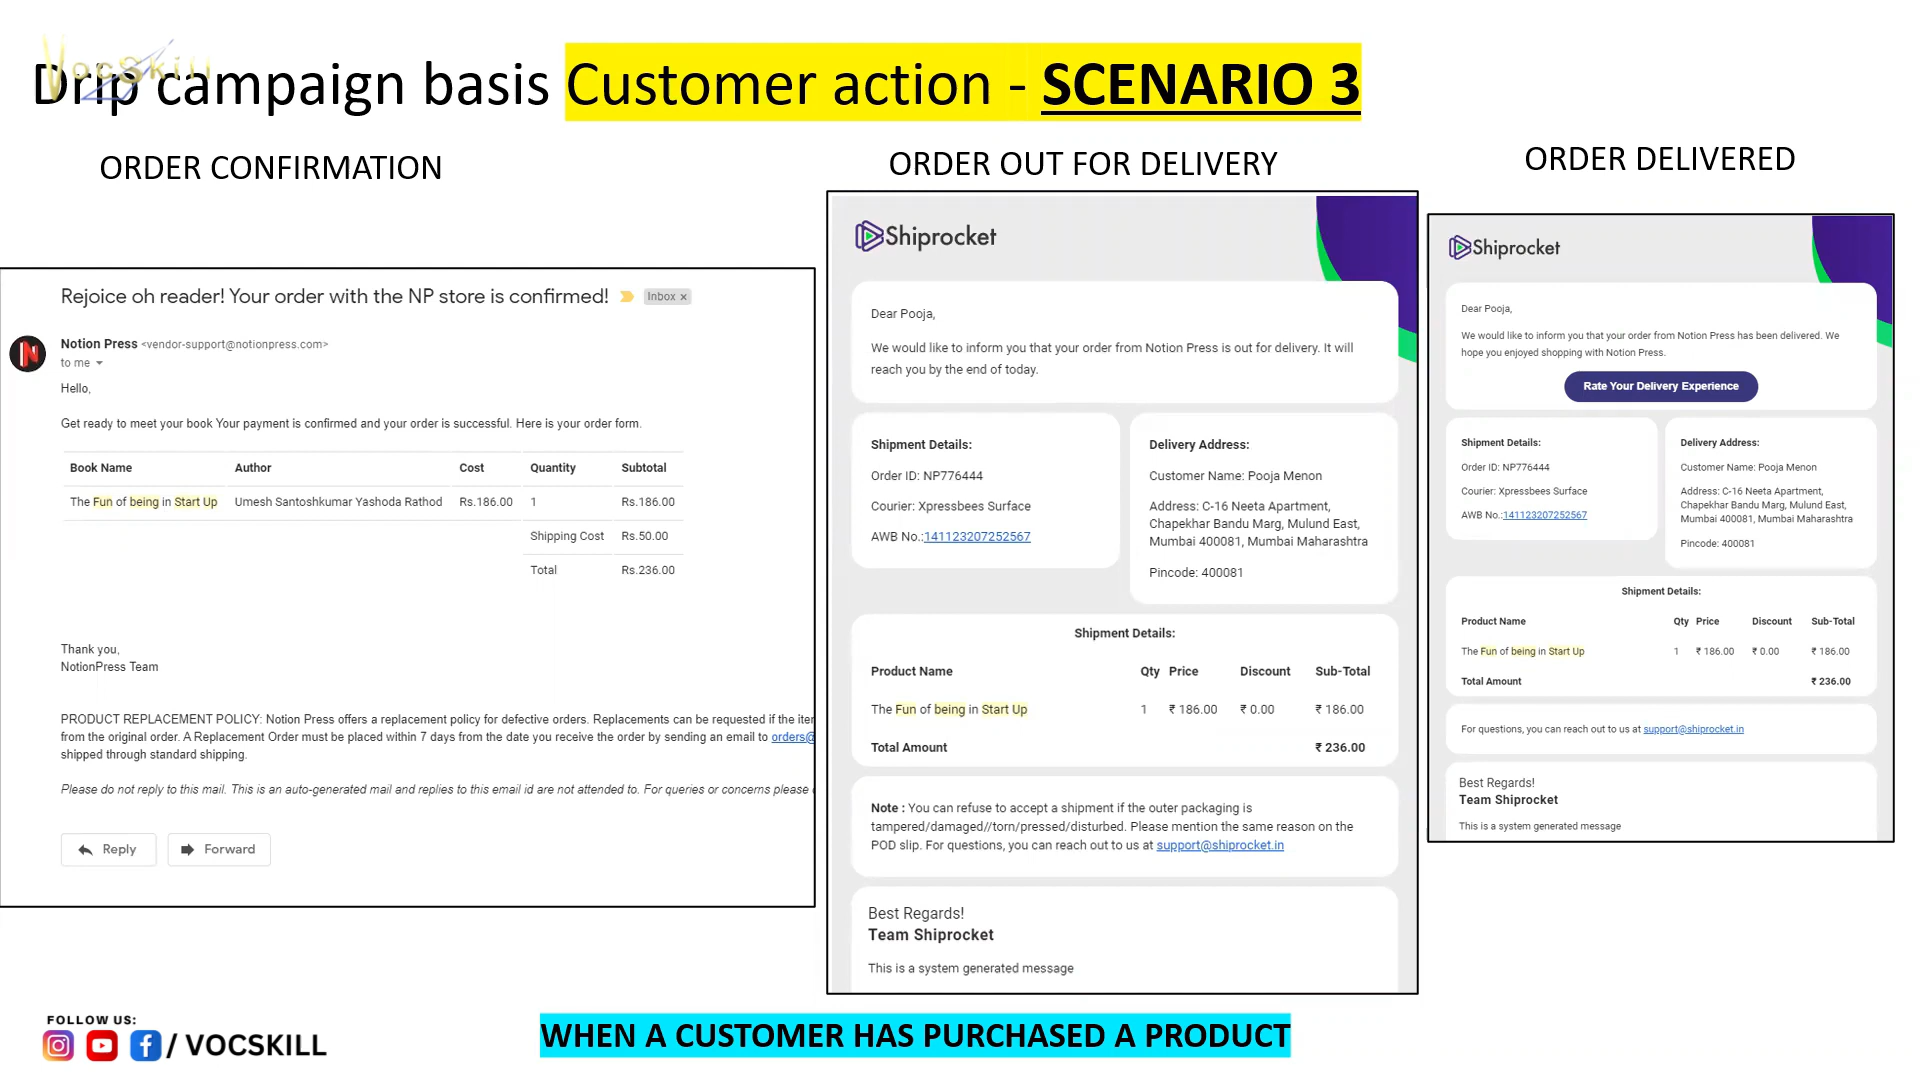 VocSkill
Drip campaign basis Customer action - SCENARIO 3
ORDER CONFIRMATION
Rejoice oh reader! Your order with the NP store is confirmed! Inbox ×
Notion Press <vendor-support@notionpress.com>
to me
Hello,
Get ready to meet your book Your payment is confirmed and your order is successful. Here is your order form.
Book Name Author Cost Quantity Subtotal
The Fun of being in Start Up Umesh Santoshkumar Yashoda Rathod Rs.186.00 1 Rs.186.00
Shipping Cost Rs.50.00
Total Rs.236.00
Thank you,
NotionPress Team
PRODUCT REPLACEMENT POLICY: Notion Press offers a replacement policy for defective orders. Replacements can be requested if the iter
from the original order. A Replacement Order must be placed within 7 days from the date you receive the order by sending an email to orders@
shipped through standard shipping.
Please do not reply to this mail. This is an auto-generated mail and replies to this email id are not attended to. For queries or concerns please
Reply Forward
ORDER OUT FOR DELIVERY
Shiprocket
Dear Pooja,
We would like to inform you that your order from Notion Press is out for delivery. It will
reach you by the end of today.
Shipment Details:
Order ID: NP776444
Courier: Xpressbees Surface
AWB No.:141123207252567
Delivery Address:
Customer Name: Pooja Menon
Address: C-16 Neeta Apartment,
Chapekhar Bandu Marg, Mulund East,
Mumbai 400081, Mumbai Maharashtra
Pincode: 400081
Shipment Details:
Product Name Qty Price Discount Sub-Total
The Fun of being in Start Up 1 ₹ 186.00 ₹ 0.00 ₹ 186.00
Total Amount ₹ 236.00
Note : You can refuse to accept a shipment if the outer packaging is
tampered/damaged//torn/pressed/disturbed. Please mention the same reason on the
POD slip. For questions, you can reach out to us at support@shiprocket.in
Best Regards!
Team Shiprocket
This is a system generated message
ORDER DELIVERED
Shiprocket
Dear Pooja,
We would like to inform you that your order from Notion Press has been delivered. We
hope you enjoyed shopping with Notion Press.
Rate Your Delivery Experience
Shipment Details:
Order ID: NP776444
Courier: Xpressbees Surface
AWB No.:141123207252567
Delivery Address:
Customer Name: Pooja Menon
Address: C-16 Neeta Apartment,
Chapekhar Bandu Marg, Mulund East,
Mumbai 400081, Mumbai Maharashtra
Pincode: 400081
Shipment Details:
Product Name Qty Price Discount Sub-Total
The Fun of being in Start Up 1 ₹ 186.00 ₹ 0.00 ₹ 186.00
Total Amount ₹ 236.00
For questions, you can reach out to us at support@shiprocket.in
Best Regards!
Team Shiprocket
This is a system generated message
FOLLOW US:
/ VOCSKILL
WHEN A CUSTOMER HAS PURCHASED A PRODUCT